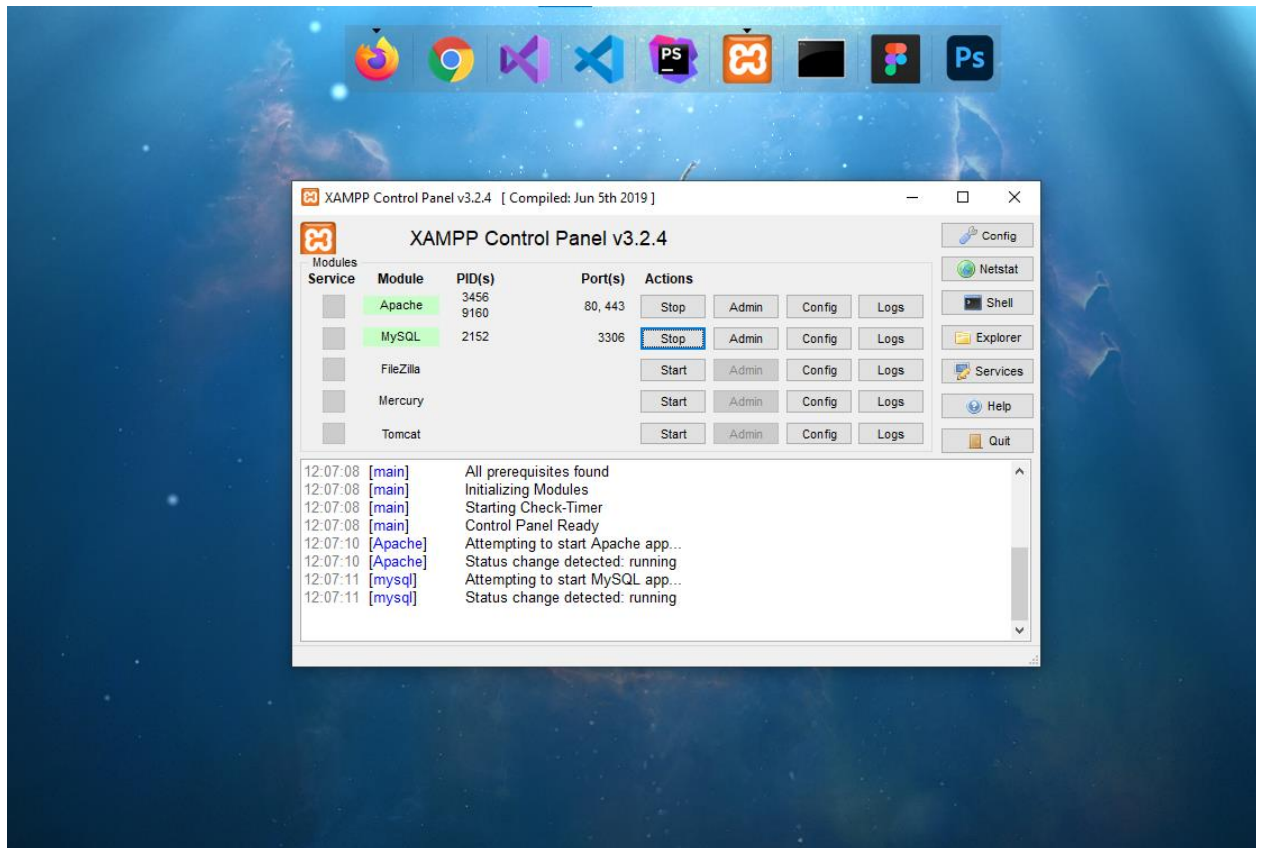 PS
Ps
XAMPP Control Panel v3.2.4 [ Compiled: Jun 5th 2019 ]
XAMPP Control Panel v3.2.4
Config
Modules
Netstat
Service Module PID(s) Port(s) Actions
Apache 3456 9160 80, 443 Stop Admin Config Logs
Shell
MySQL 2152 3306 Stop Admin Config Logs
Explorer
FileZilla Start Admin Config Logs
Services
Mercury Start Admin Config Logs
Help
Tomcat Start Admin Config Logs
Quit
12:07:08 [main] All prerequisites found
12:07:08 [main] Initializing Modules
12:07:08 [main] Starting Check-Timer
12:07:08 [main] Control Panel Ready
12:07:10 [Apache] Attempting to start Apache app...
12:07:10 [Apache] Status change detected: running
12:07:11 [mysql] Attempting to start MySQL app...
12:07:11 [mysql] Status change detected: running